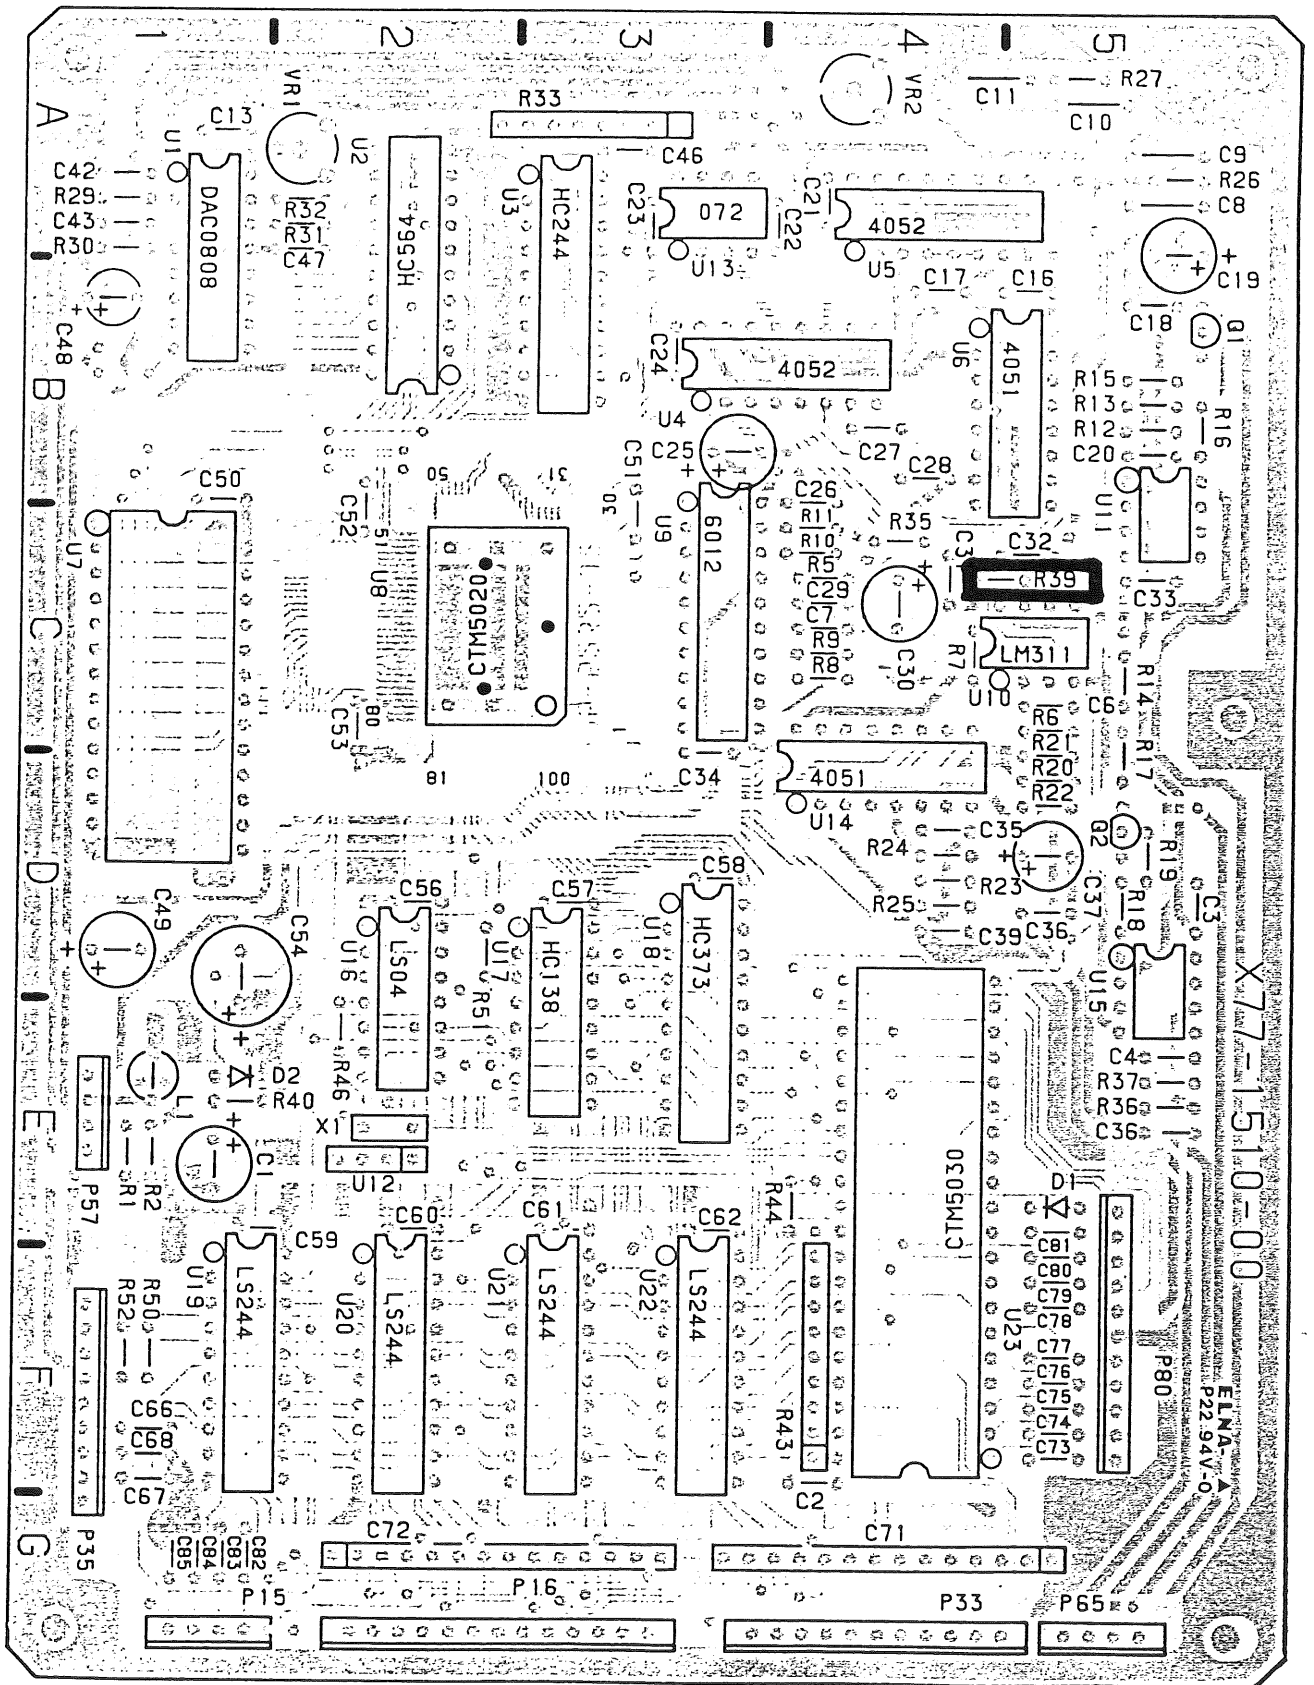 1 2 3 4 5
A
B
C
D
E
F
G
VR1
R33
VR2
C11
R27
C10
C13
U1
U2
C46
C9
C42
R29
C43
R30
R26
C8
DAC0808
R32
R31
C47
HC564
U3
HC244
C23
072
C22
C21
4052
U13
U5
C17
C16
C19
C48
C18
Q1
C24
4052
U6
4051
R15
R13
R12
C20
R16
U4
C25
C27
C28
C50
C52
50
31
C51
30
U9
6012
C26
R11
R10
R5
C29
C7
R9
R8
R35
C30
C32
R39
C33
U11
U7
51
U8
CTM5020
R7
LM311
U10
C6
R14
R6
R21
R20
R22
R17
80
C53
81
100
C34
4051
U14
R24
C35
Q2
R19
R23
R25
C37
R18
C3
C39
C36
C49
C54
C56
C57
C58
U16
LS04
U17
HC138
U18
HC373
R51
U15
C4
R37
R36
C36
X77-1510-00
D2
R40
R46
L1
X1
C1
U12
P57
R1
R2
CTM5030
D1
R44
C59
C60
C61
C62
U19
LS244
U20
LS244
U21
LS244
U22
LS244
U23
C81
C80
C79
C78
C77
C76
C75
C74
C73
R52
R50
P80
ELNA-▲
P22.94V-0
C66
C68
C67
R43
C2
P35
C85
C84
C83
C82
C72
C71
P15
P16
P33
P65